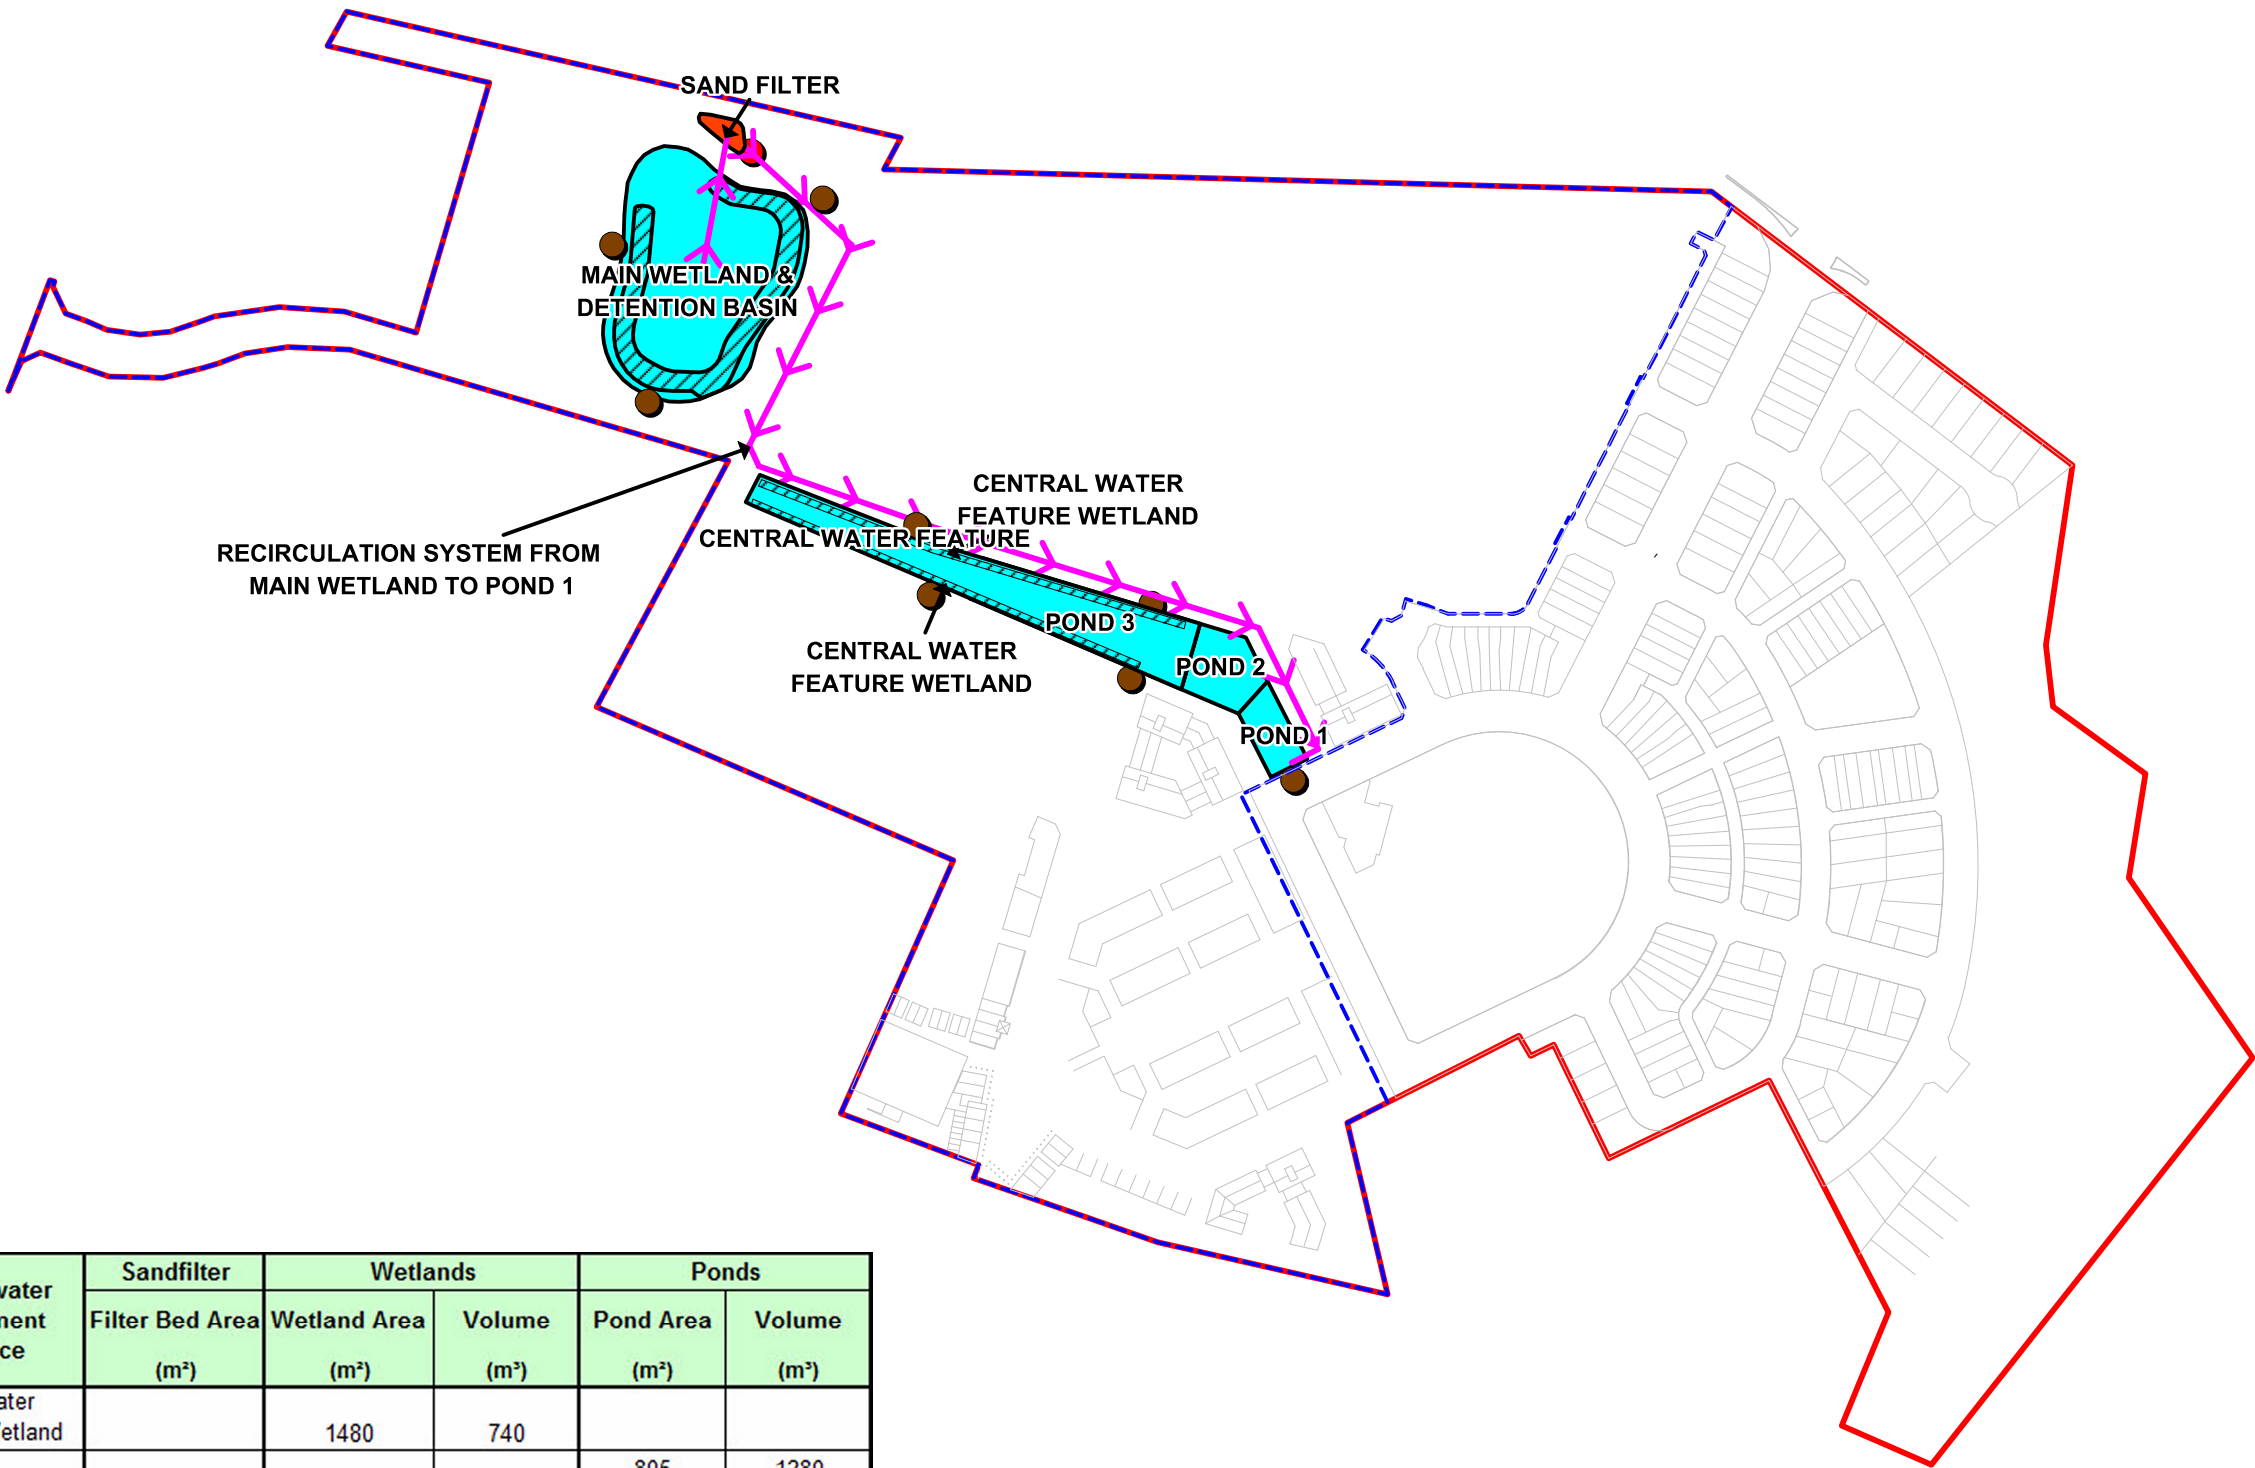 SAND FILTER
MAIN WETLAND &
DETENTION BASIN
CENTRAL WATER
FEATURE WETLAND
CENTRAL WATER FEATURE
RECIRCULATION SYSTEM FROM
MAIN WETLAND TO POND 1
POND 3
CENTRAL WATER
FEATURE WETLAND
POND 2
POND 1
Sandfilter
Wetlands
Ponds
Filter Bed Area
Wetland Area
Volume
Pond Area
Volume
(m²)
(m²)
(m³)
(m²)
(m³)
1480
740